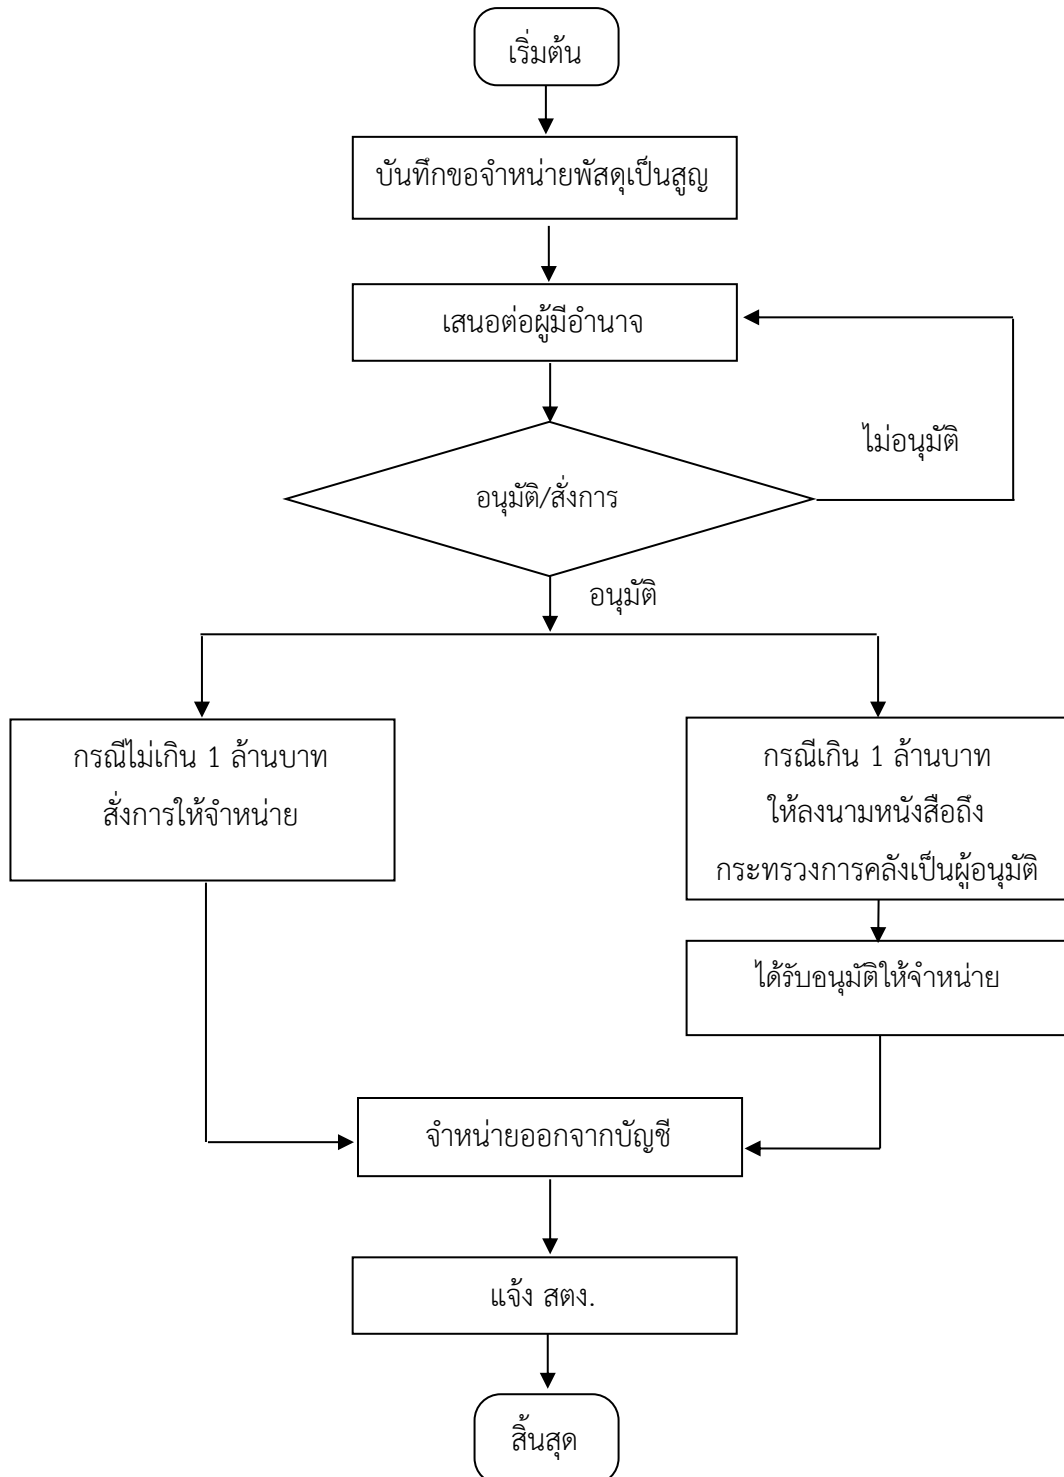 เริ่มต้น
บันทึกขอจำหน่ายพัสดุเป็นสูญ
เสนอต่อผู้มีอำนาจ
ไม่อนุมัติ
อนุมัติ/สั่งการ
อนุมัติ
กรณีไม่เกิน 1 ล้านบาท
สั่งการให้จำหน่าย
กรณีเกิน 1 ล้านบาท
ให้ลงนามหนังสือถึง
กระทรวงการคลังเป็นผู้อนุมัติ
ได้รับอนุมัติให้จำหน่าย
จำหน่ายออกจากบัญชี
แจ้ง สตง.
สิ้นสุด